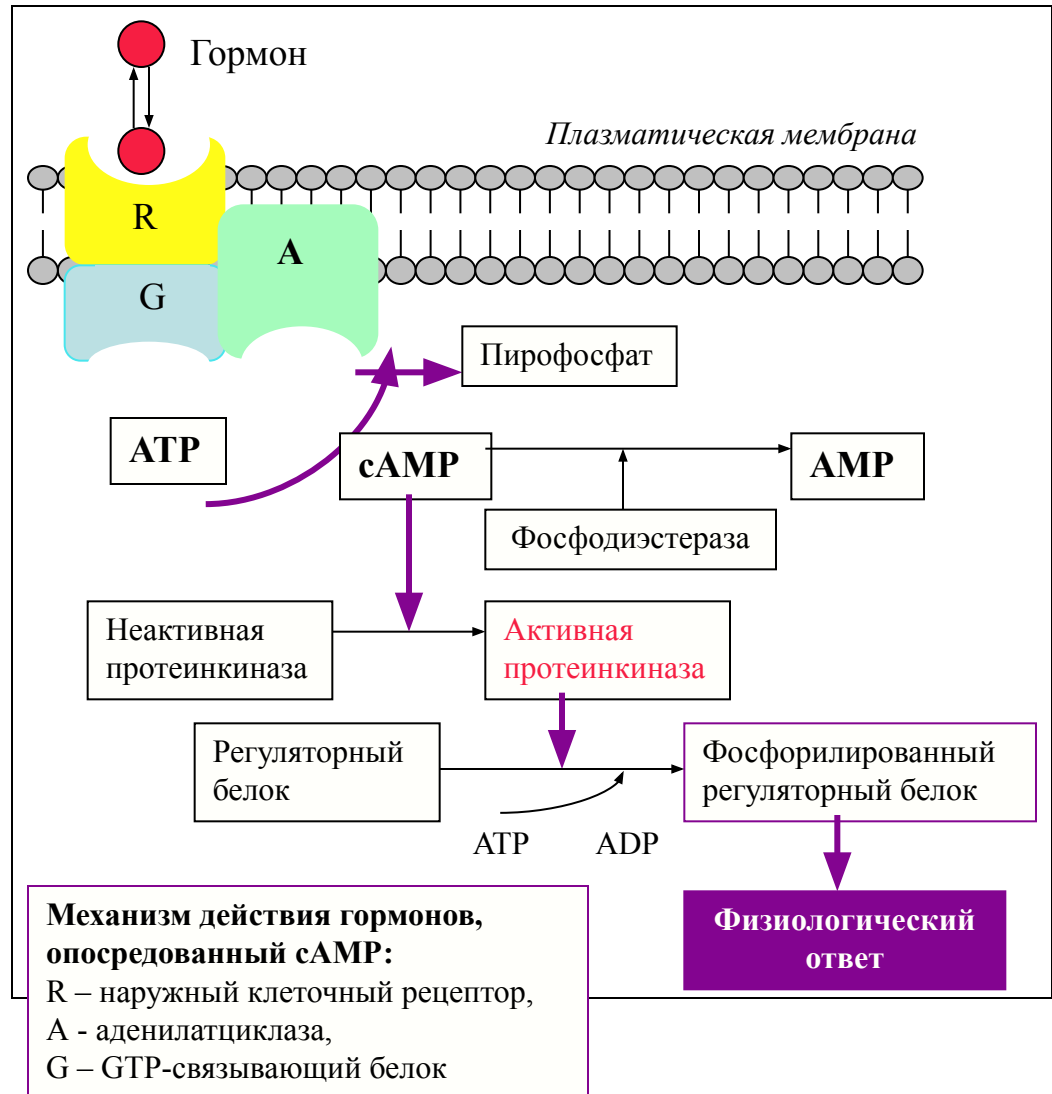 Гормон
Плазматическая мембрана
R
A
G
Пирофосфат
ATP
cAMP
AMP
Фосфодиэстераза
Неактивная
протеинкиназа
Активная
протеинкиназа
Регуляторный
белок
Фосфорилированный
регуляторный белок
ATP
ADP
Механизм действия гормонов,
опосредованный cAMP:
R – наружный клеточный рецептор,
A - аденилатциклаза,
G – GTP-связывающий белок
Физиологический
ответ